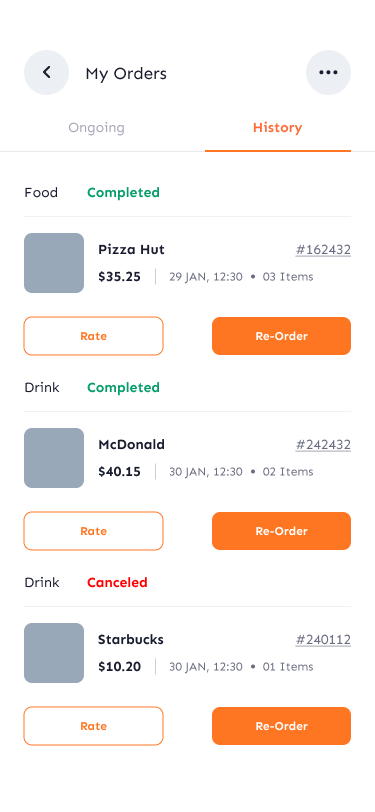 My Orders
Ongoing History
Food Completed
Pizza Hut #162432
$35.25 29 JAN, 12:30 • 03 Items
Rate Re-Order
Drink Completed
McDonald #242432
$40.15 30 JAN, 12:30 • 02 Items
Rate Re-Order
Drink Canceled
Starbucks #240112
$10.20 30 JAN, 12:30 • 01 Items
Rate Re-Order